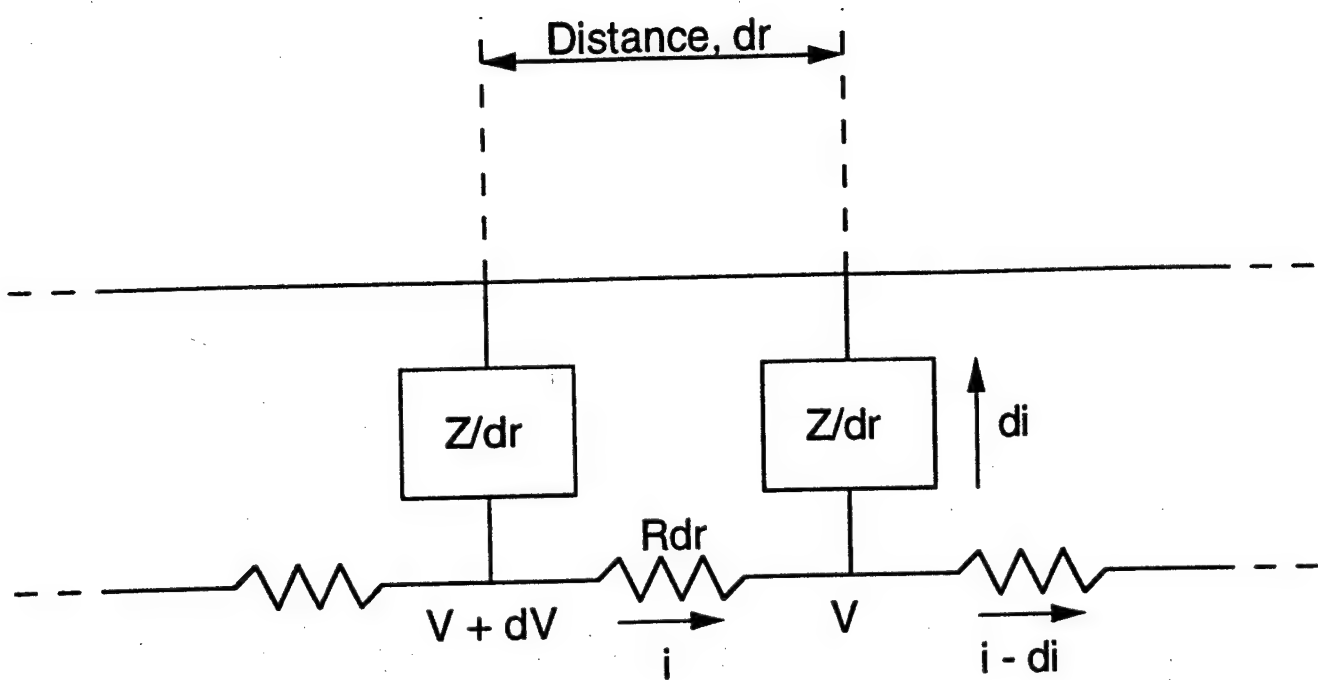 Distance, dr
Z/dr
Z/dr
di
Rdr
V + dV
V
i
i - di